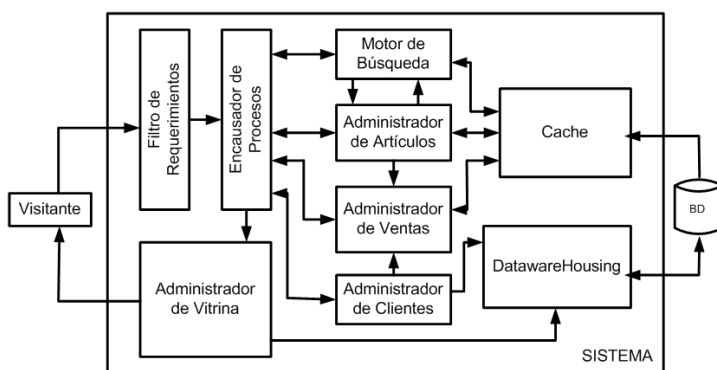 Visitante
Filtro de
Requerimientos
Encausador de
Procesos
Motor de
Búsqueda
Administrador
de Artículos
Administrador
de Ventas
Administrador
de Clientes
Administrador
de Vitrina
Cache
DatawareHousing
BD
SISTEMA